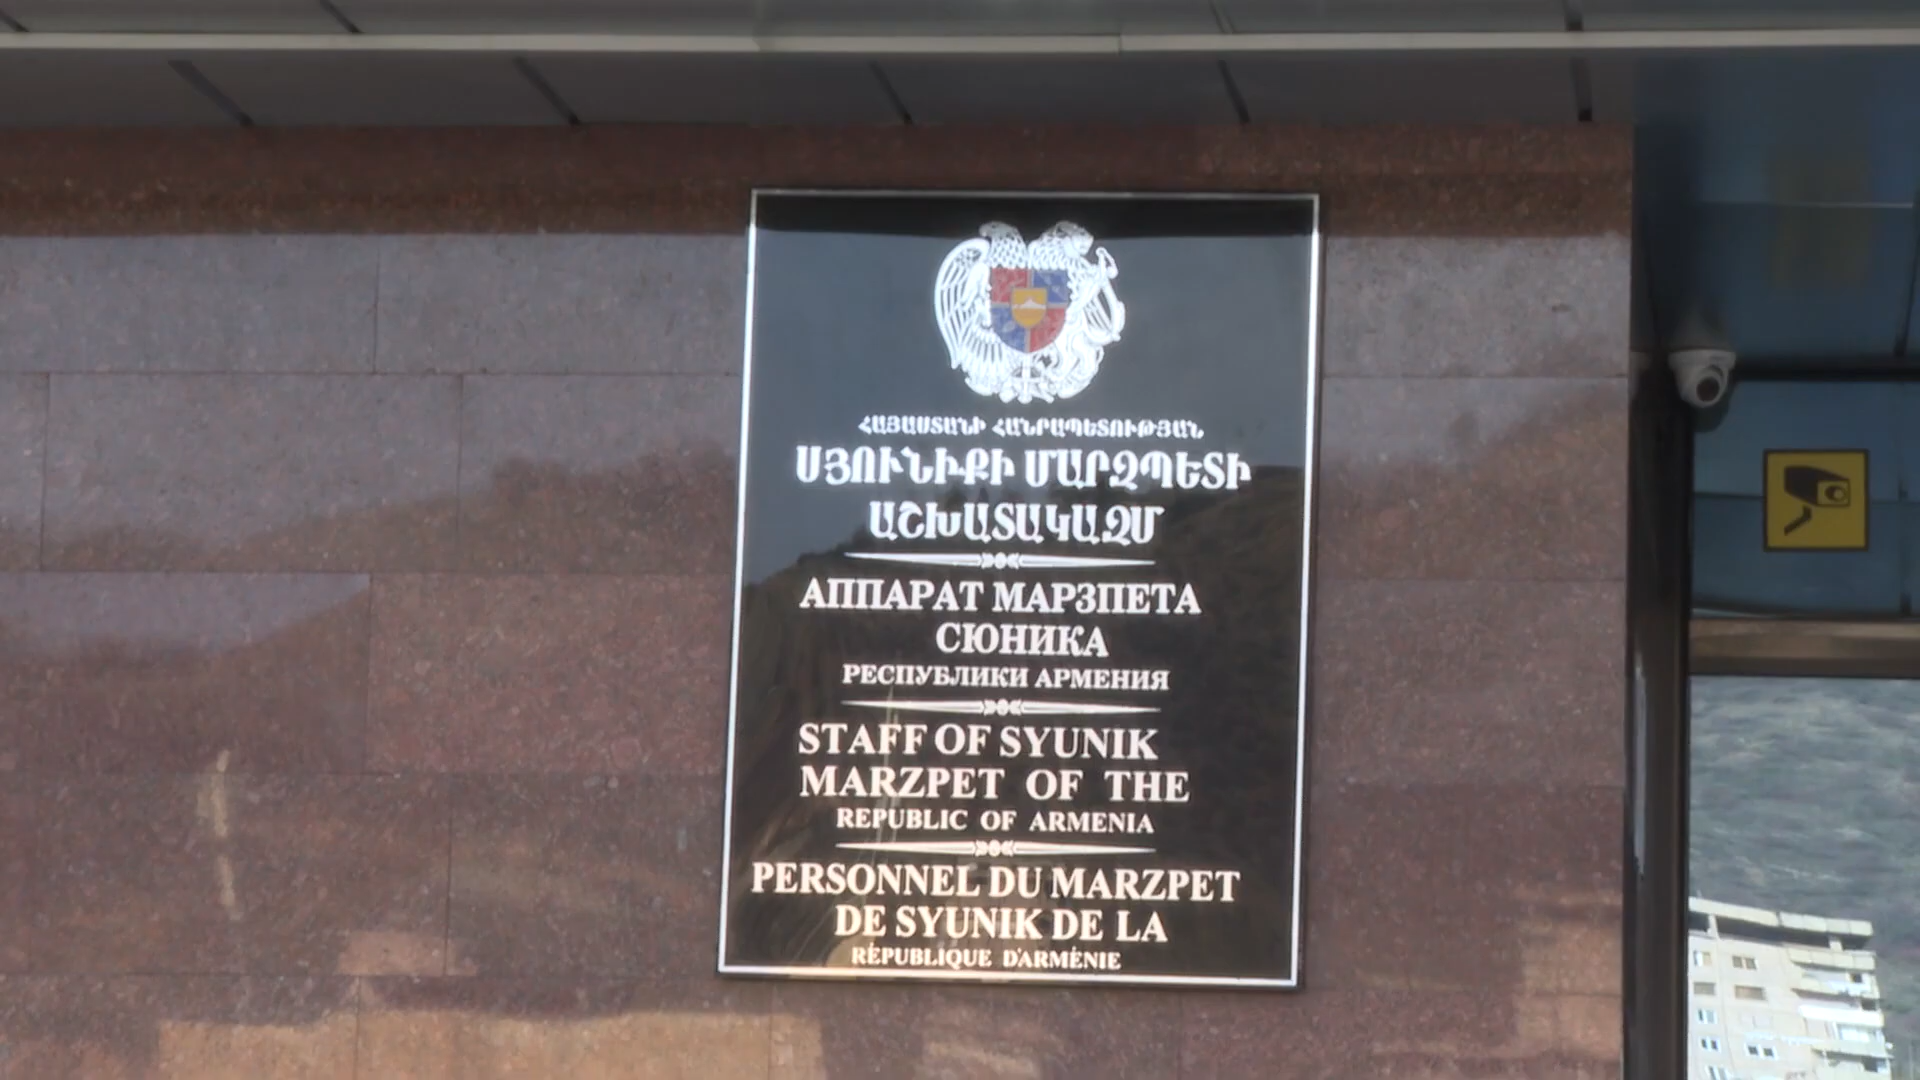 ՀԱՅԱՍՏԱՆԻ ՀԱՆՐԱՊԵՏՈՒԹՅԱՆ
ՍՅՈՒՆԻՔԻ ՄԱՐԶՊԵՏԻ
ԱՇԽԱՏԱԿԱԶՄ
АППАРАТ МАРЗПЕТА
СЮНИКА
РЕСПУБЛИКИ АРМЕНИЯ
STAFF OF SYUNIK
MARZPET OF THE
REPUBLIC OF ARMENIA
PERSONNEL DU MARZPET
DE SYUNIK DE LA
RÉPUBLIQUE D'ARMÉNIE